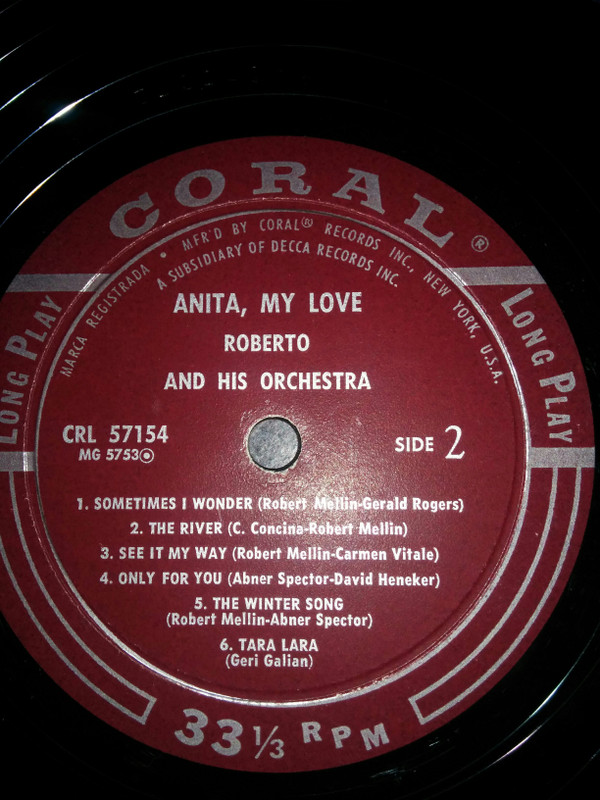 CORAL®
MARCA REGISTRADA • MFR'D BY CORAL® RECORDS INC., NEW YORK, U.S.A.
A SUBSIDIARY OF DECCA RECORDS INC.
LONG PLAY
LONG PLAY
ANITA, MY LOVE
ROBERTO
AND HIS ORCHESTRA
CRL 57154
MG 5753
SIDE 2
1. SOMETIMES I WONDER (Robert Mellin-Gerald Rogers)
2. THE RIVER (C. Concina-Robert Mellin)
3. SEE IT MY WAY (Robert Mellin-Carmen Vitale)
4. ONLY FOR YOU (Abner Spector-David Heneker)
5. THE WINTER SONG
(Robert Mellin-Abner Spector)
6. TARA LARA
(Geri Galian)
33 1/3 RPM